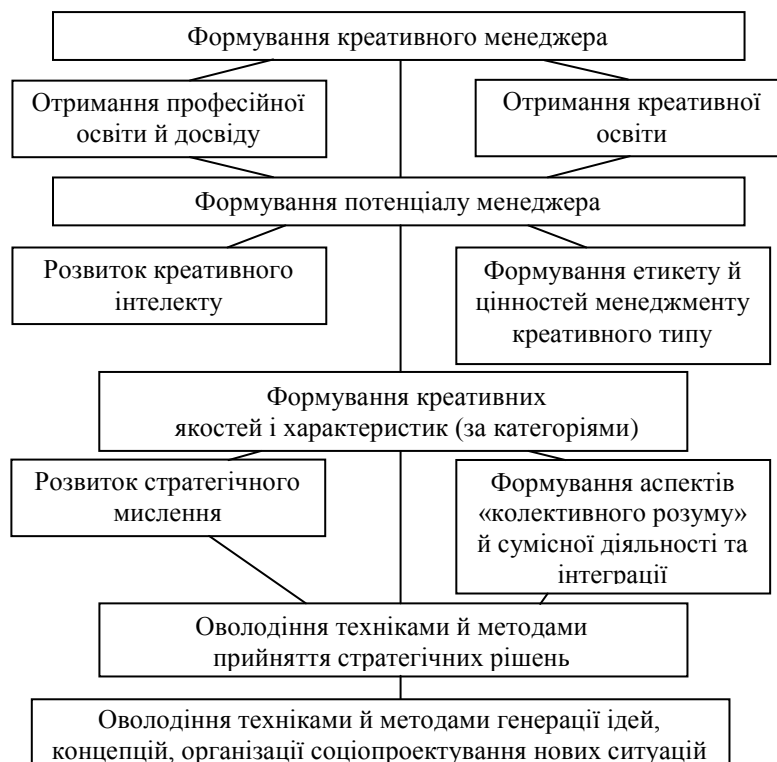 Формування креативного менеджера
Отримання професійної
освіти й досвіду
Отримання креативної
освіти
Формування потенціалу менеджера
Розвиток креативного
інтелекту
Формування етикету й
цінностей менеджменту
креативного типу
Формування креативних
якостей і характеристик (за категоріями)
Розвиток стратегічного
мислення
Формування аспектів
«колективного розуму»
й сумісної діяльності та
інтеграції
Оволодіння техніками й методами
прийняття стратегічних рішень
Оволодіння техніками й методами генерації ідей,
концепцій, організації соціопроектування нових ситуацій